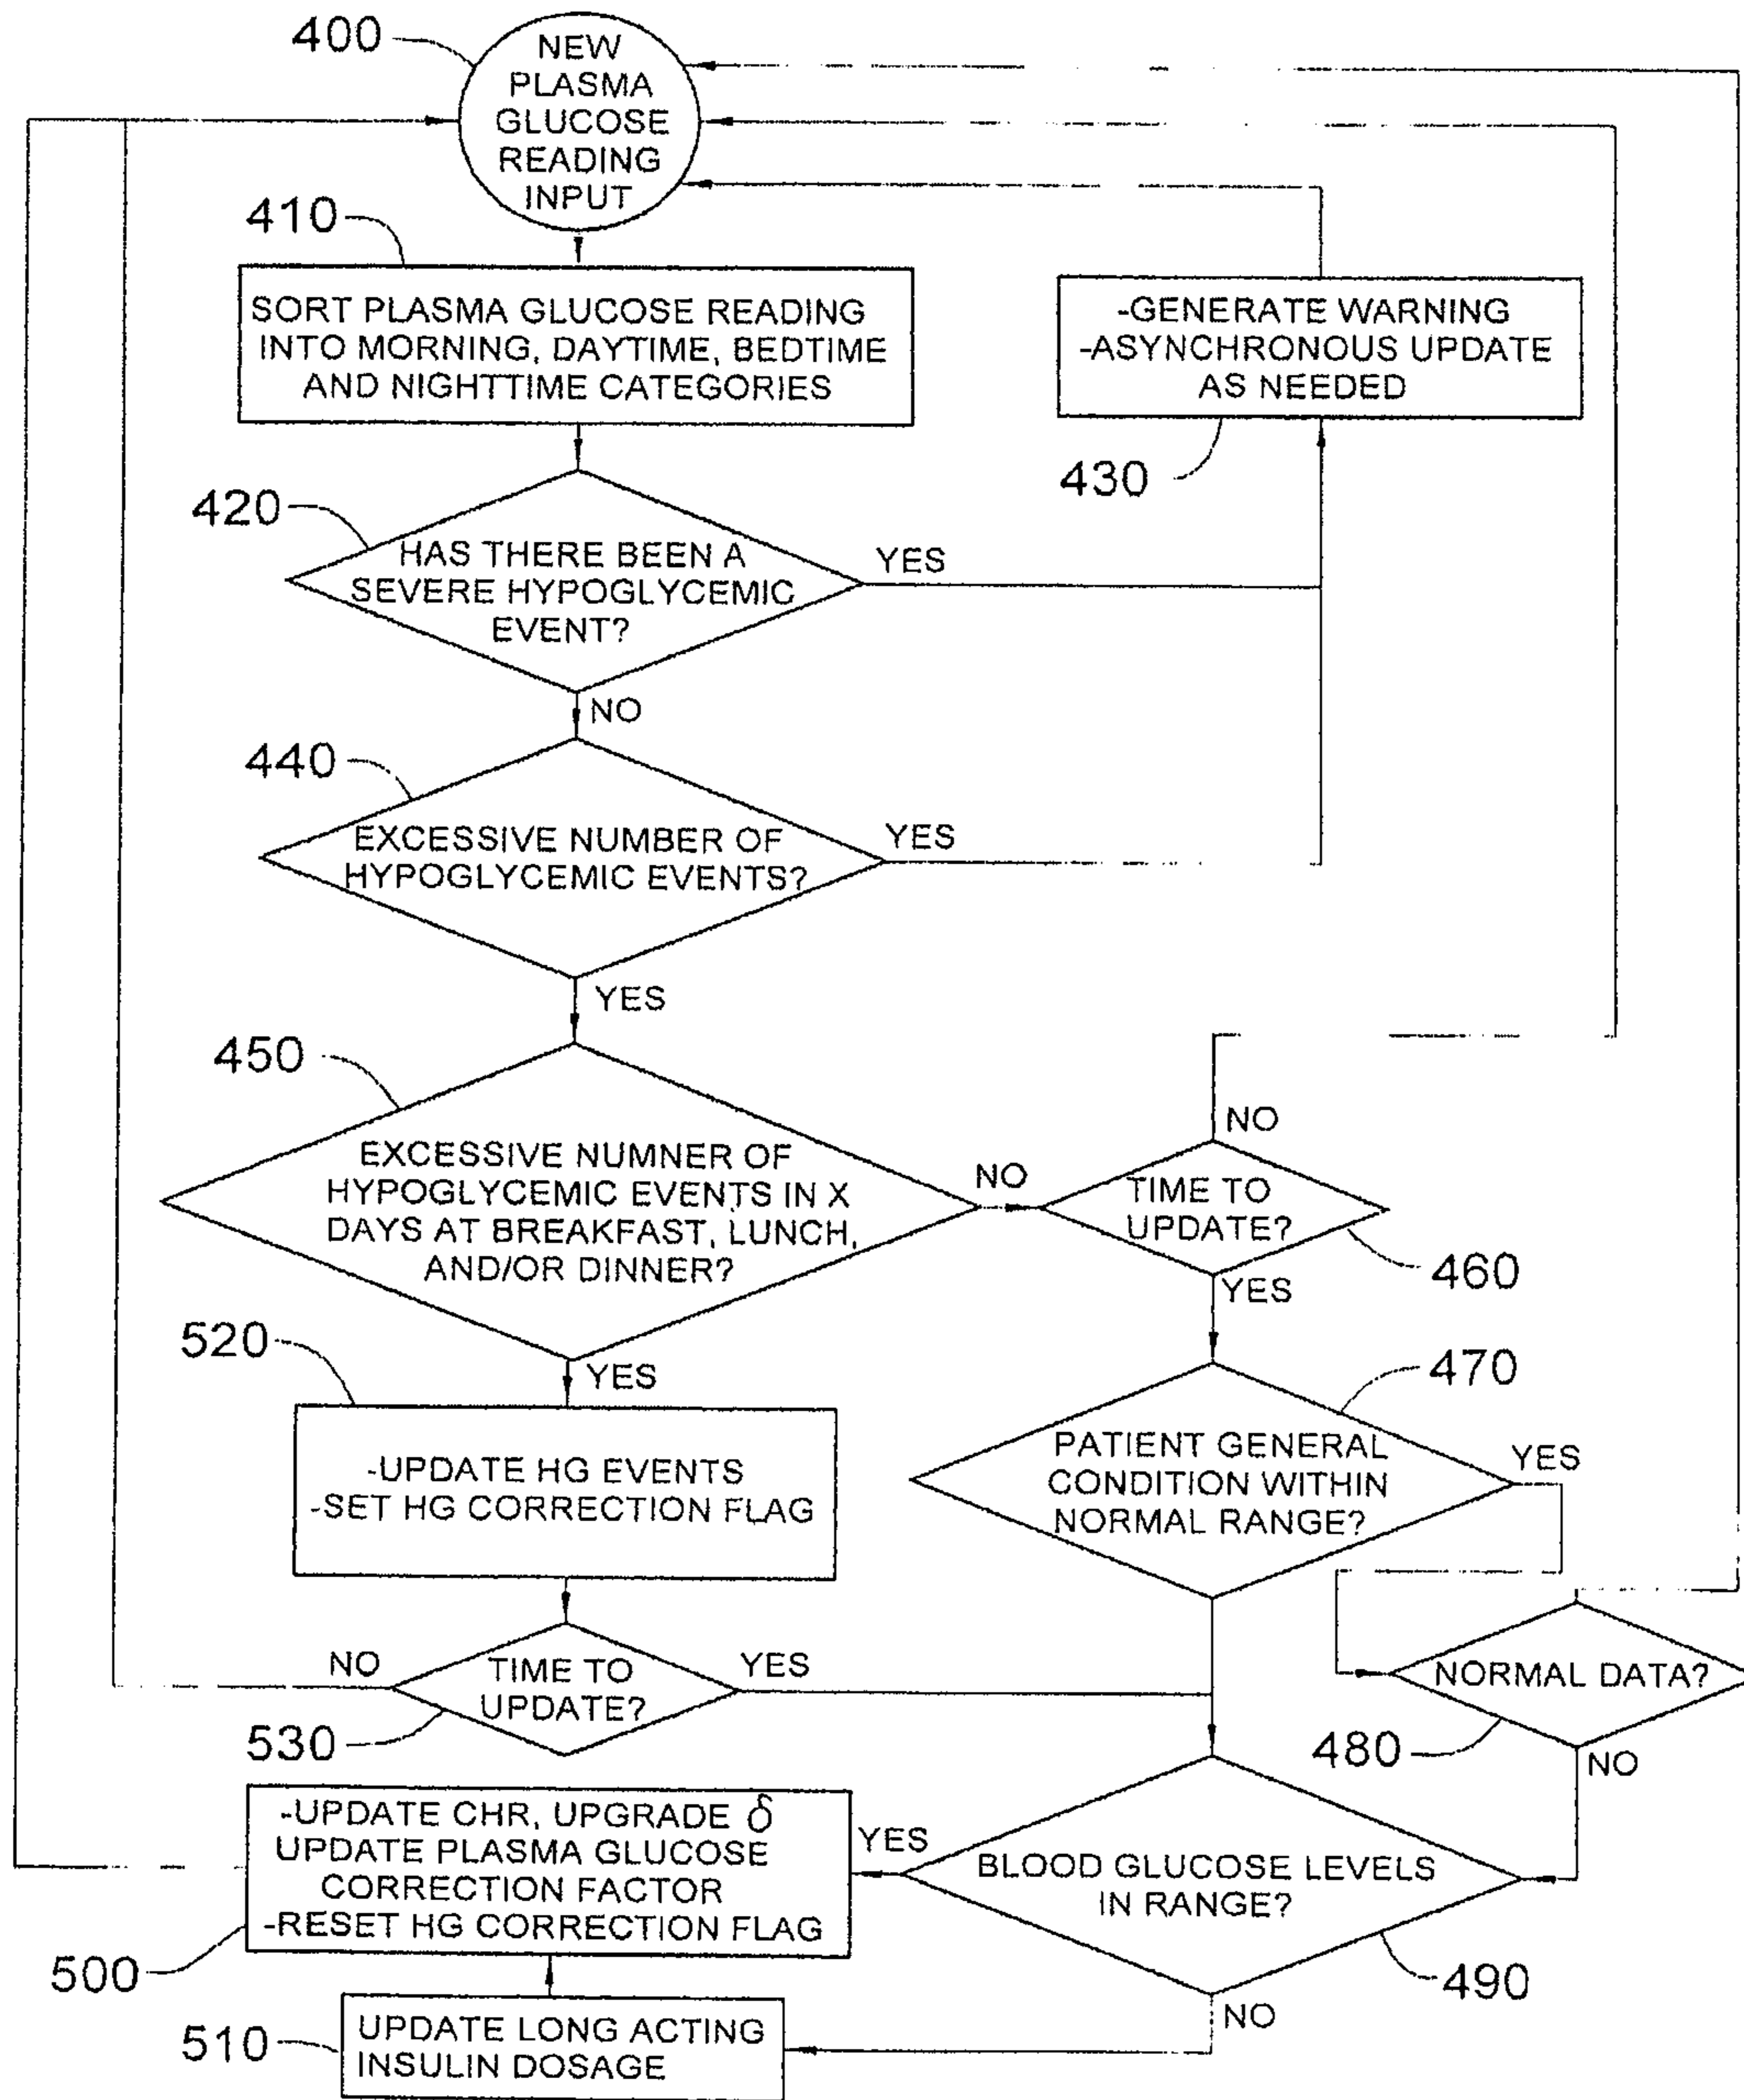 400
NEW
PLASMA
GLUCOSE
READING
INPUT
410
SORT PLASMA GLUCOSE READING
INTO MORNING, DAYTIME, BEDTIME
AND NIGHTTIME CATEGORIES
-GENERATE WARNING
-ASYNCHRONOUS UPDATE
AS NEEDED
430
420
HAS THERE BEEN A
SEVERE HYPOGLYCEMIC
EVENT?
YES
NO
440
EXCESSIVE NUMBER OF
HYPOGLYCEMIC EVENTS?
YES
YES
450
EXCESSIVE NUMNER OF
HYPOGLYCEMIC EVENTS IN X
DAYS AT BREAKFAST, LUNCH,
AND/OR DINNER?
NO
NO
TIME TO
UPDATE?
460
YES
YES
520
-UPDATE HG EVENTS
-SET HG CORRECTION FLAG
470
PATIENT GENERAL
CONDITION WITHIN
NORMAL RANGE?
YES
NO
TIME TO
UPDATE?
YES
530
NORMAL DATA?
480
NO
-UPDATE CHR, UPGRADE δ
UPDATE PLASMA GLUCOSE
CORRECTION FACTOR
-RESET HG CORRECTION FLAG
500
YES
BLOOD GLUCOSE LEVELS
IN RANGE?
490
NO
510
UPDATE LONG ACTING
INSULIN DOSAGE